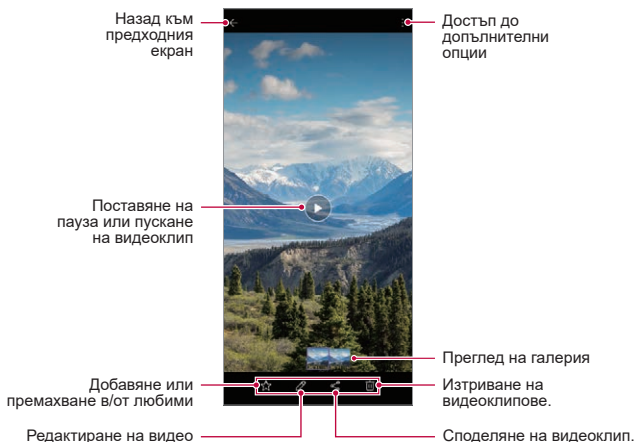 Назад към
предходния
екран
Достъп до
допълнителни
опции
Поставяне на
пауза или пускане
на видеоклип
Преглед на галерия
Добавяне или
премахване в/от любими
Изтриване на
видеоклипове.
Редактиране на видео
Споделяне на видеоклип.